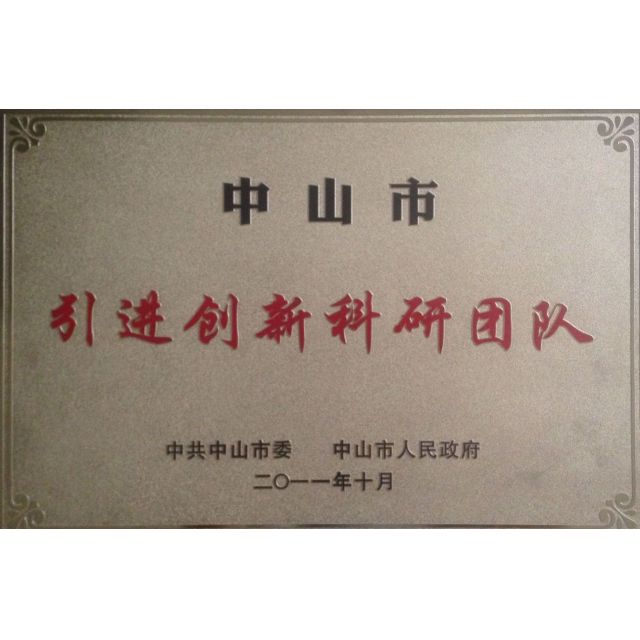 中山市
引进创新科研团队
中共中山市委 中山市人民政府
二〇一一年十月